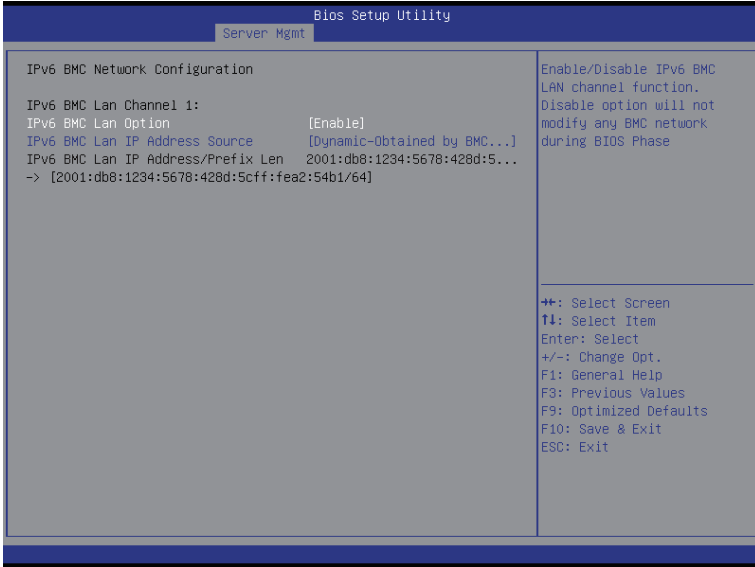 Bios Setup Utility
Server Mgmt
IPv6 BMC Network Configuration
IPv6 BMC Lan Channel 1:
IPv6 BMC Lan Option [Enable]
IPv6 BMC Lan IP Address Source [Dynamic-Obtained by BMC...]
IPv6 BMC Lan IP Address/Prefix Len 2001:db8:1234:5678:428d:5...
-> [2001:db8:1234:5678:428d:5cff:fea2:54b1/64]
Enable/Disable IPv6 BMC
LAN channel function.
Disable option will not
modify any BMC network
during BIOS Phase
→←: Select Screen
↑↓: Select Item
Enter: Select
+/-: Change Opt.
F1: General Help
F3: Previous Values
F9: Optimized Defaults
F10: Save & Exit
ESC: Exit